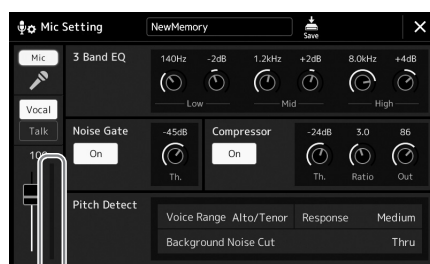 Mic Setting
NewMemory
Save
Mic
3 Band EQ
140Hz -2dB 1.2kHz +2dB 8.0kHz +4dB
Low Mid High
Vocal
Talk
Noise Gate
-45dB
On
Th.
Compressor
-24dB 3.0 86
On
Th. Ratio Out
100
Pitch Detect
Voice Range Alto/Tenor Response Medium
Background Noise Cut Thru